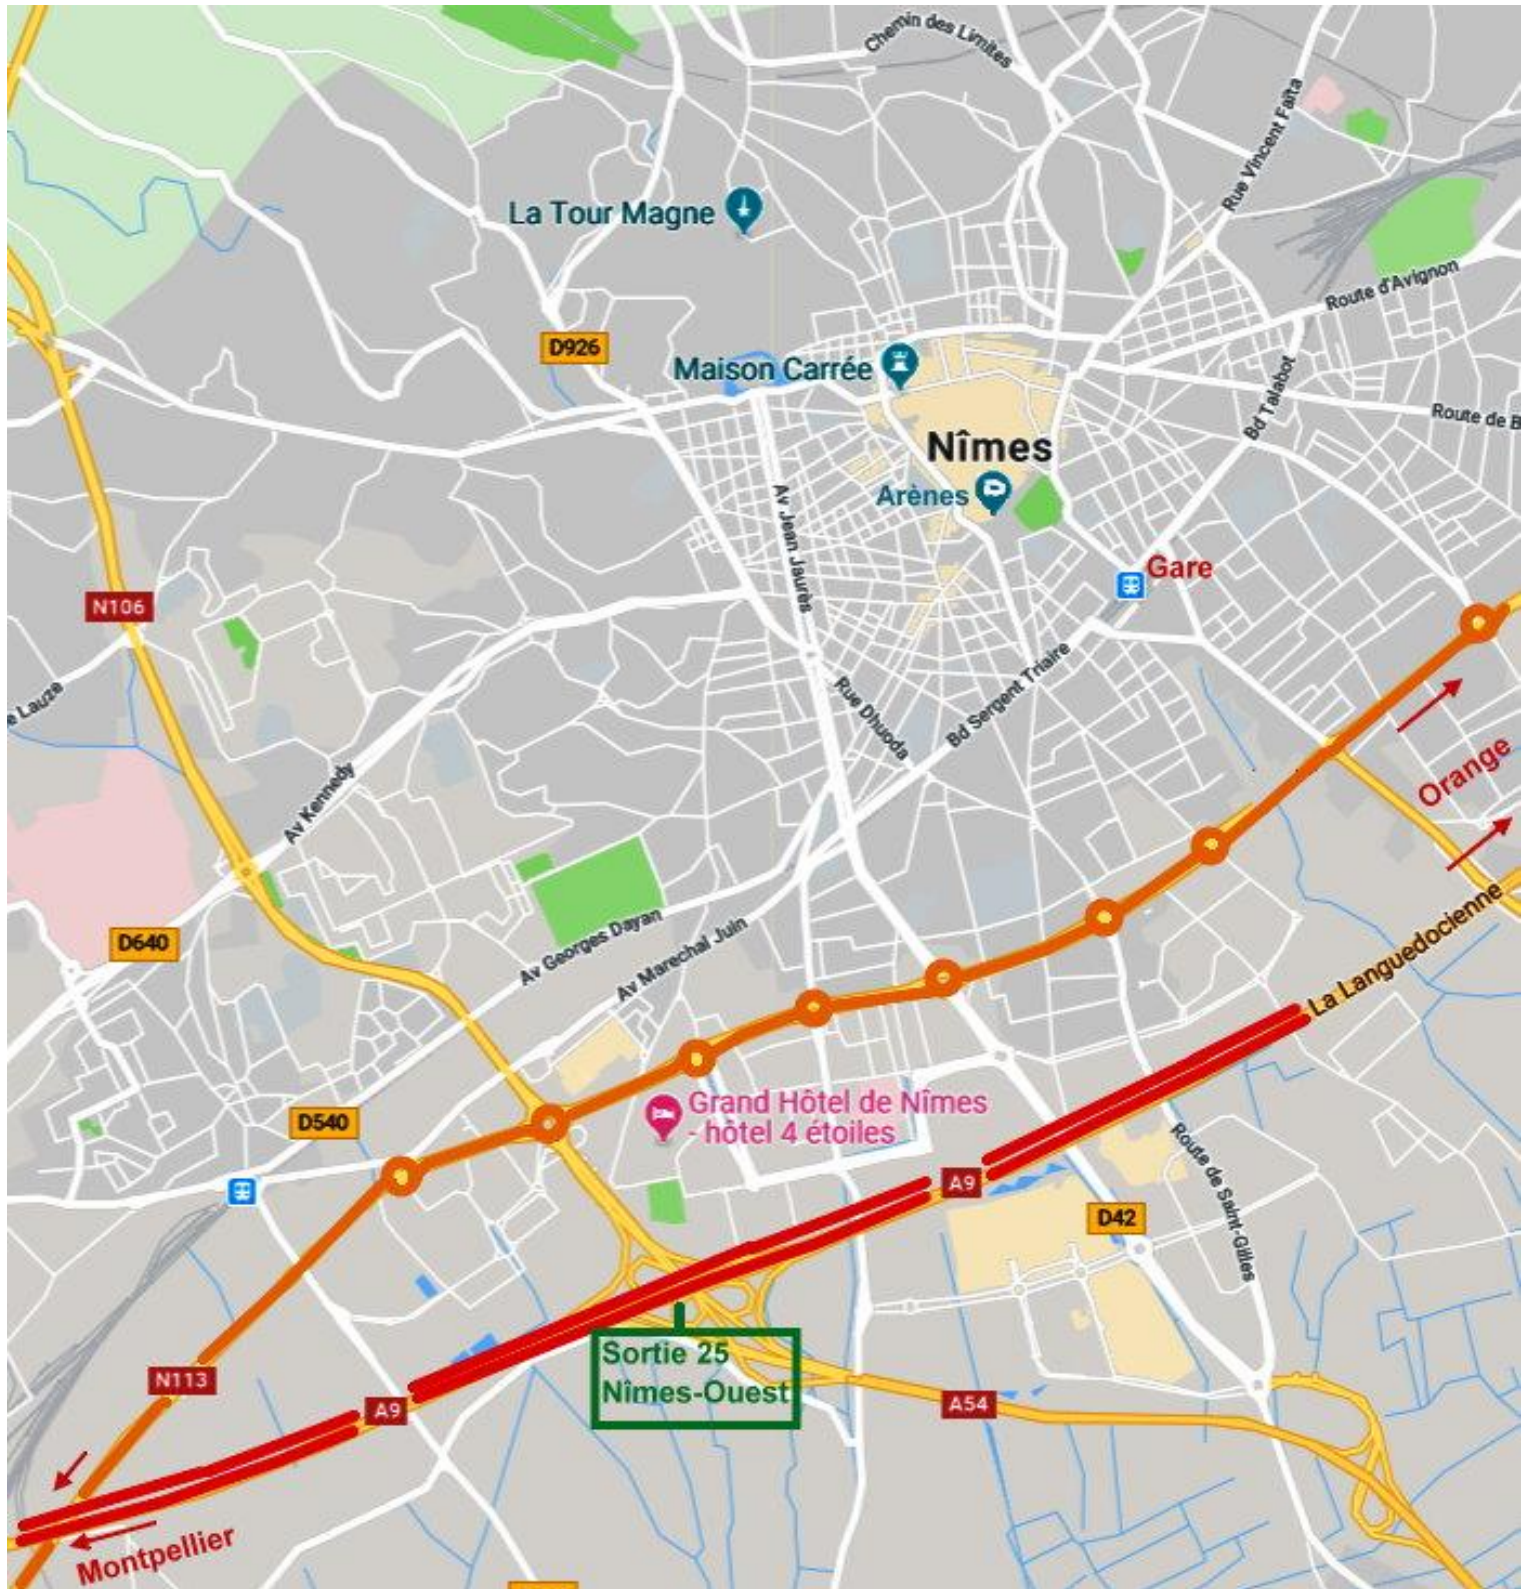 Chemin des Limites
Rue Vincent Faïta
La Tour Magne
Route d'Avignon
D926
Maison Carrée
Bd Talabot
Route de B
Nîmes
Arènes
Av Jean Jaurès
Gare
N106
e Lauze
Rue Dhuoda
Bd Sergent Triaire
Orange
Av Kennedy
D640
Av Georges Dayan
Av Marechal Juin
La Languedocienne
Grand Hôtel de Nîmes
- hôtel 4 étoiles
D540
A9
Route de Saint-Gilles
D42
Sortie 25
Nîmes-Ouest
N113
A9
A54
Montpellier